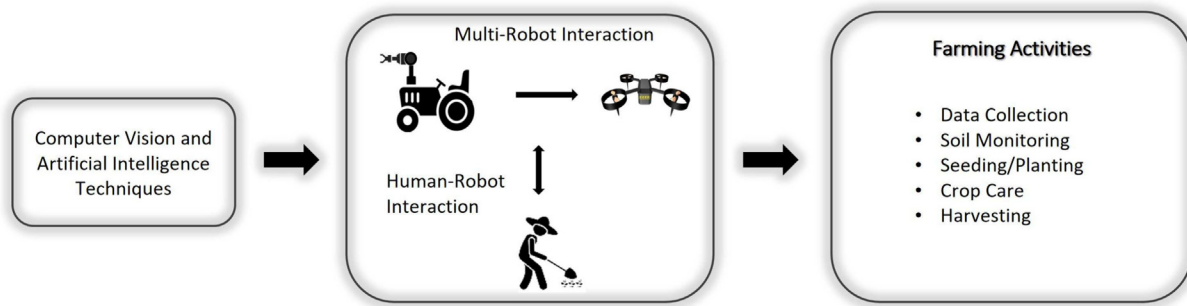 Computer Vision and
Artificial Intelligence
Techniques
Multi-Robot Interaction
Human-Robot
Interaction
Farming Activities
• Data Collection
• Soil Monitoring
• Seeding/Planting
• Crop Care
• Harvesting